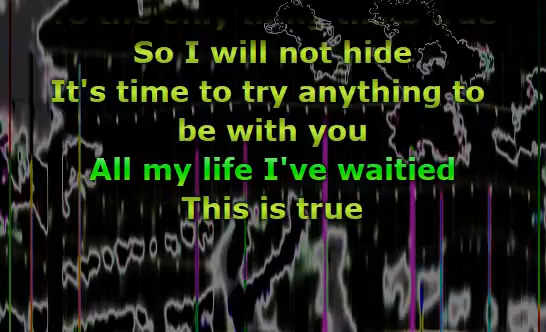 So I will not hide
It's time to try anything to
be with you
All my life I've waitied
This is true